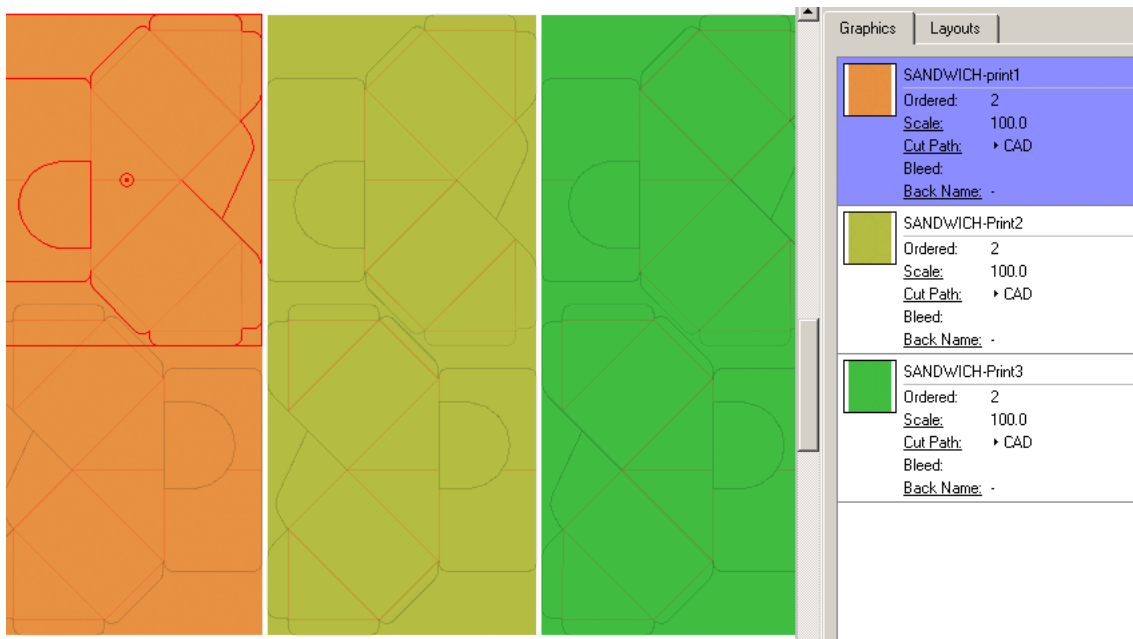 Graphics Layouts
SANDWICH-print1
Ordered: 2
Scale: 100.0
Cut Path: ‣ CAD
Bleed:
Back Name: -
SANDWICH-Print2
Ordered: 2
Scale: 100.0
Cut Path: ‣ CAD
Bleed:
Back Name: -
SANDWICH-Print3
Ordered: 2
Scale: 100.0
Cut Path: ‣ CAD
Bleed:
Back Name: -